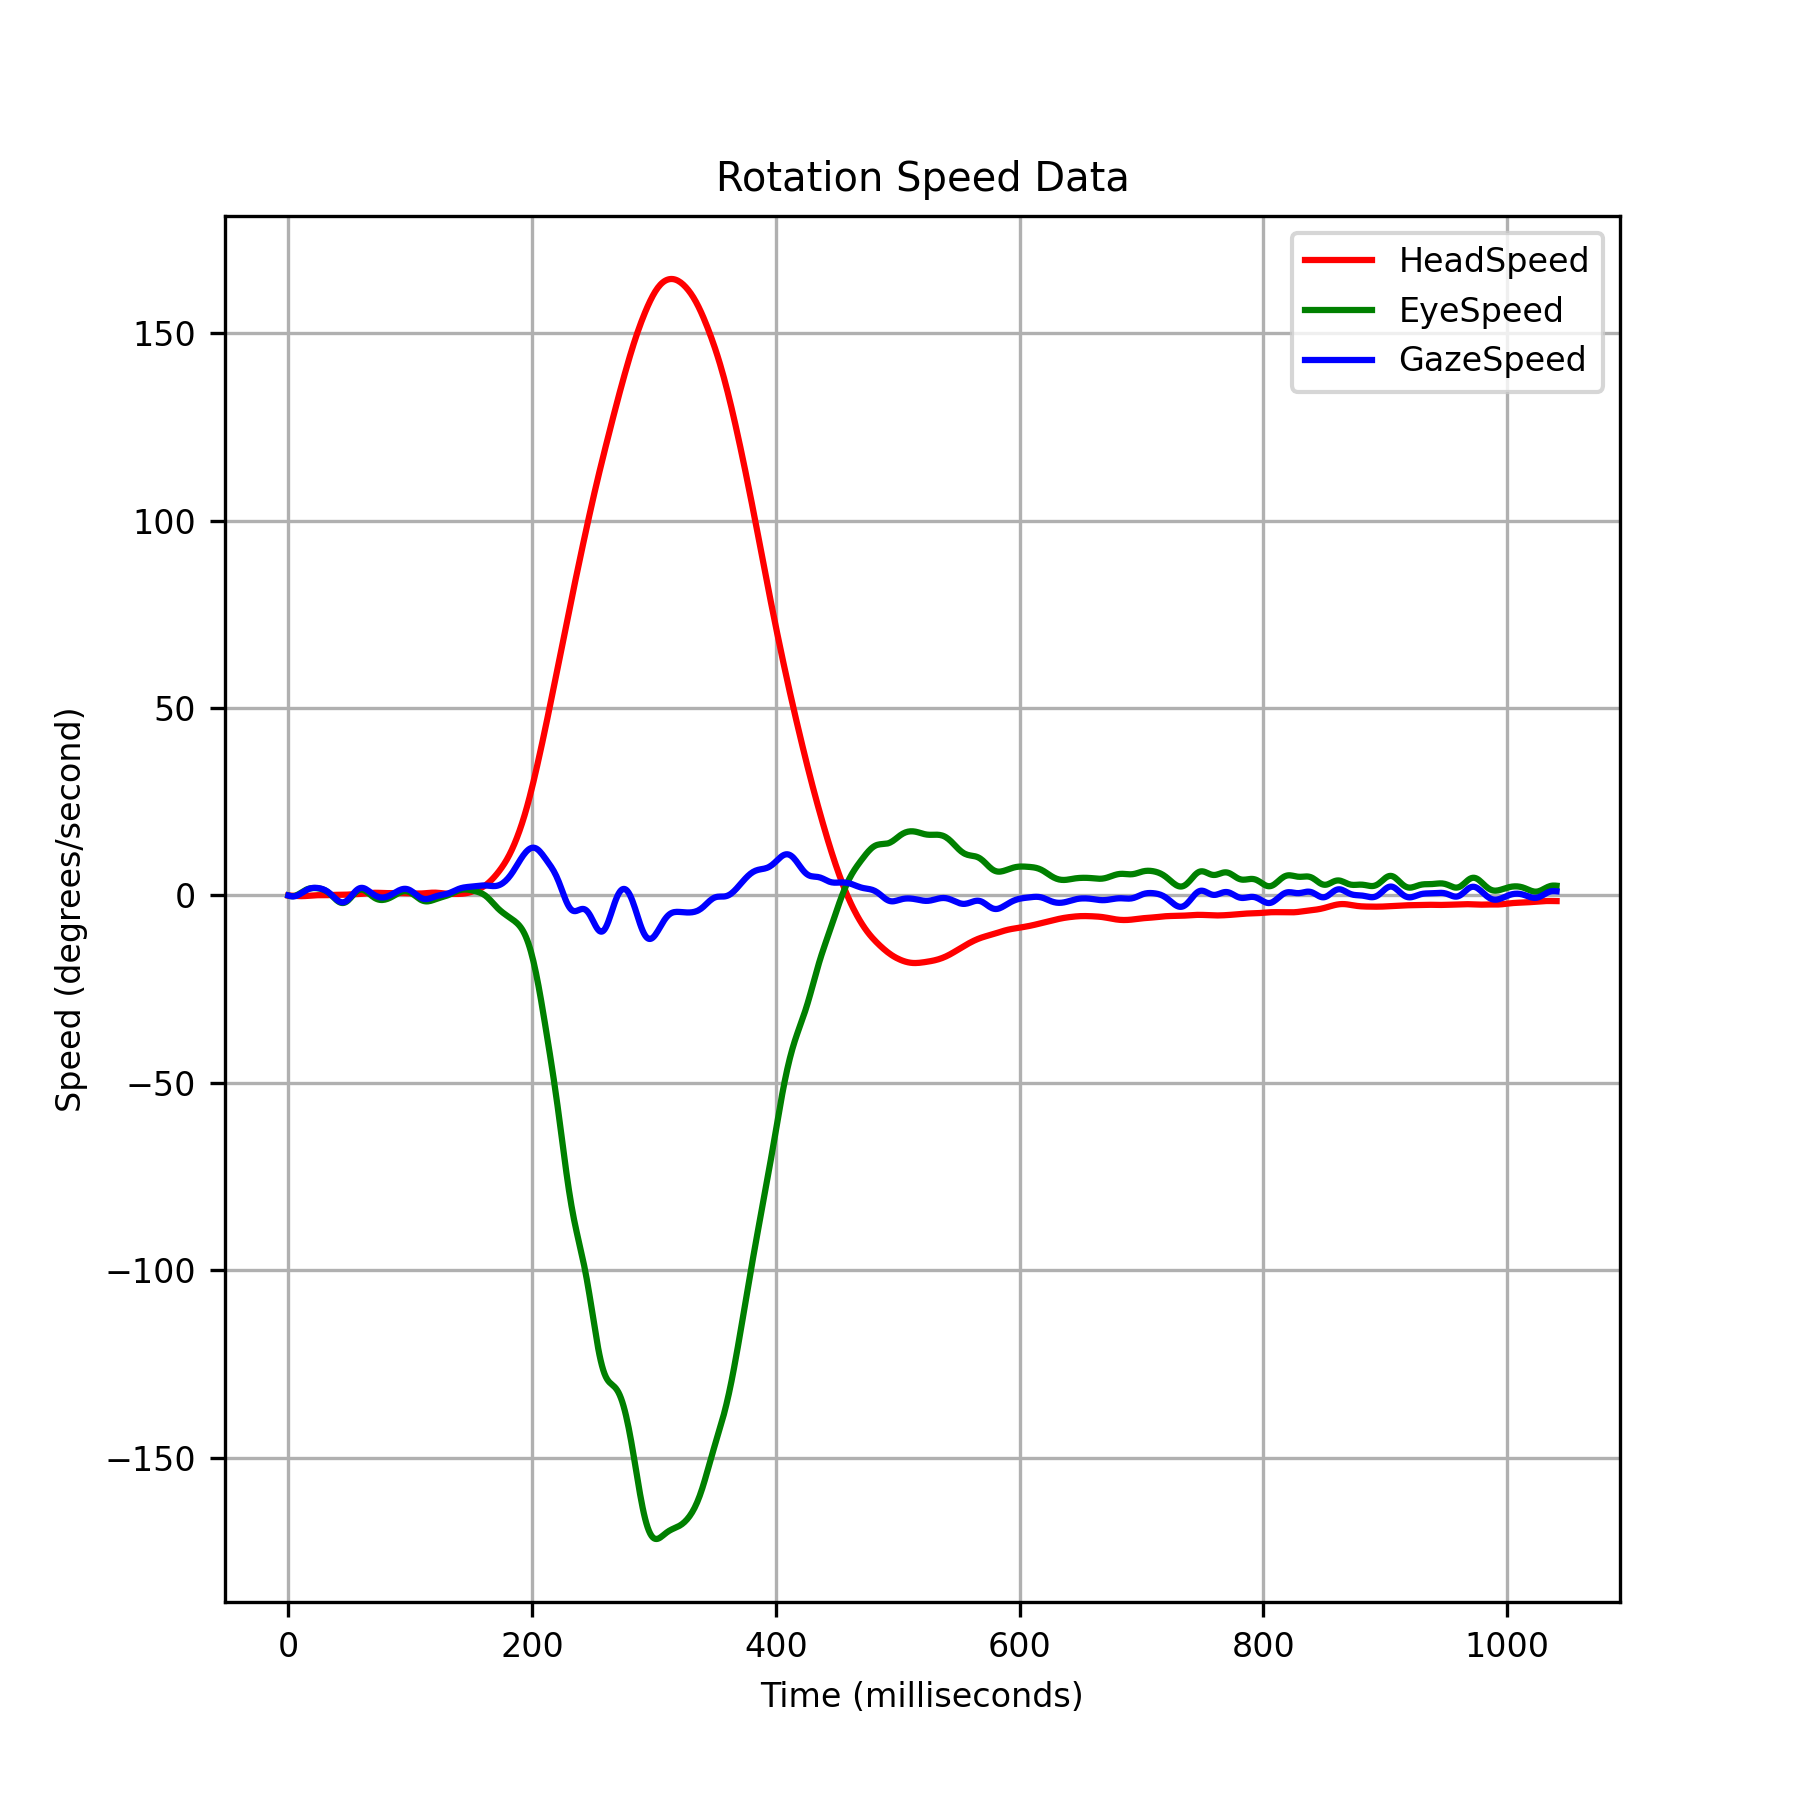 Rotation Speed Data
HeadSpeed
EyeSpeed
GazeSpeed
150
100
50
0
−50
−100
−150
Speed (degrees/second)
0 200 400 600 800 1000
Time (milliseconds)